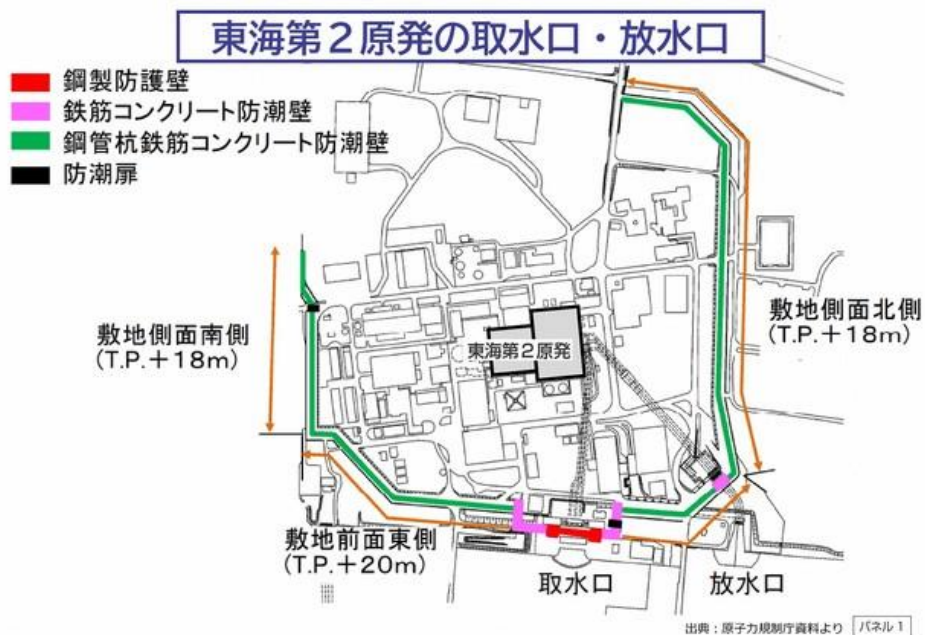 東海第2原発の取水口・放水口
鋼製防護壁
鉄筋コンクリート防潮壁
鋼管杭鉄筋コンクリート防潮壁
防潮扉
敷地側面南側
(T.P.+18m)
東海第2原発
敷地側面北側
(T.P.+18m)
敷地前面東側
(T.P.+20m)
取水口
放水口
出典：原子力規制庁資料より
パネル1